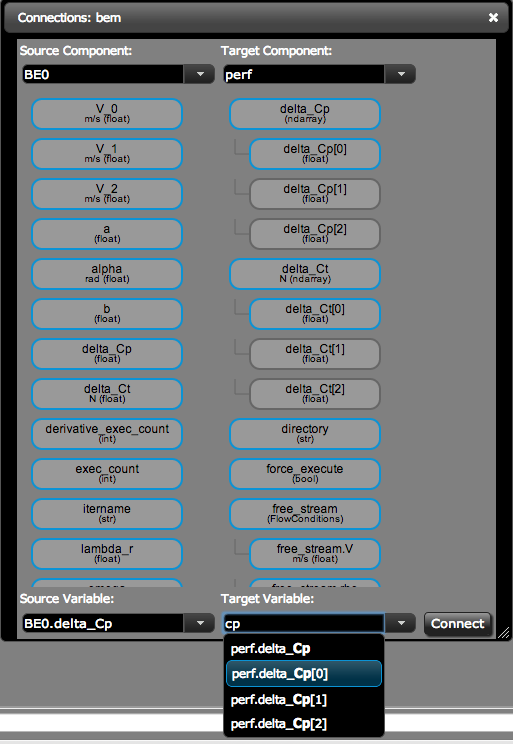 Connections: bem
Source Component:
Target Component:
BE0
perf
V_0
m/s (float)
V_1
m/s (float)
V_2
m/s (float)
a
(float)
alpha
rad (float)
b
(float)
delta_Cp
(float)
delta_Ct
N (float)
derivative_exec_count
(int)
exec_count
(int)
itername
(str)
lambda_r
(float)
delta_Cp
(ndarray)
delta_Cp[0]
(float)
delta_Cp[1]
(float)
delta_Cp[2]
(float)
delta_Ct
N (ndarray)
delta_Ct[0]
(float)
delta_Ct[1]
(float)
delta_Ct[2]
(float)
directory
(str)
force_execute
(bool)
free_stream
(FlowConditions)
free_stream.V
m/s (float)
Source Variable:
Target Variable:
BE0.delta_Cp
cp
Connect
perf.delta_Cp
perf.delta_Cp[0]
perf.delta_Cp[1]
perf.delta_Cp[2]